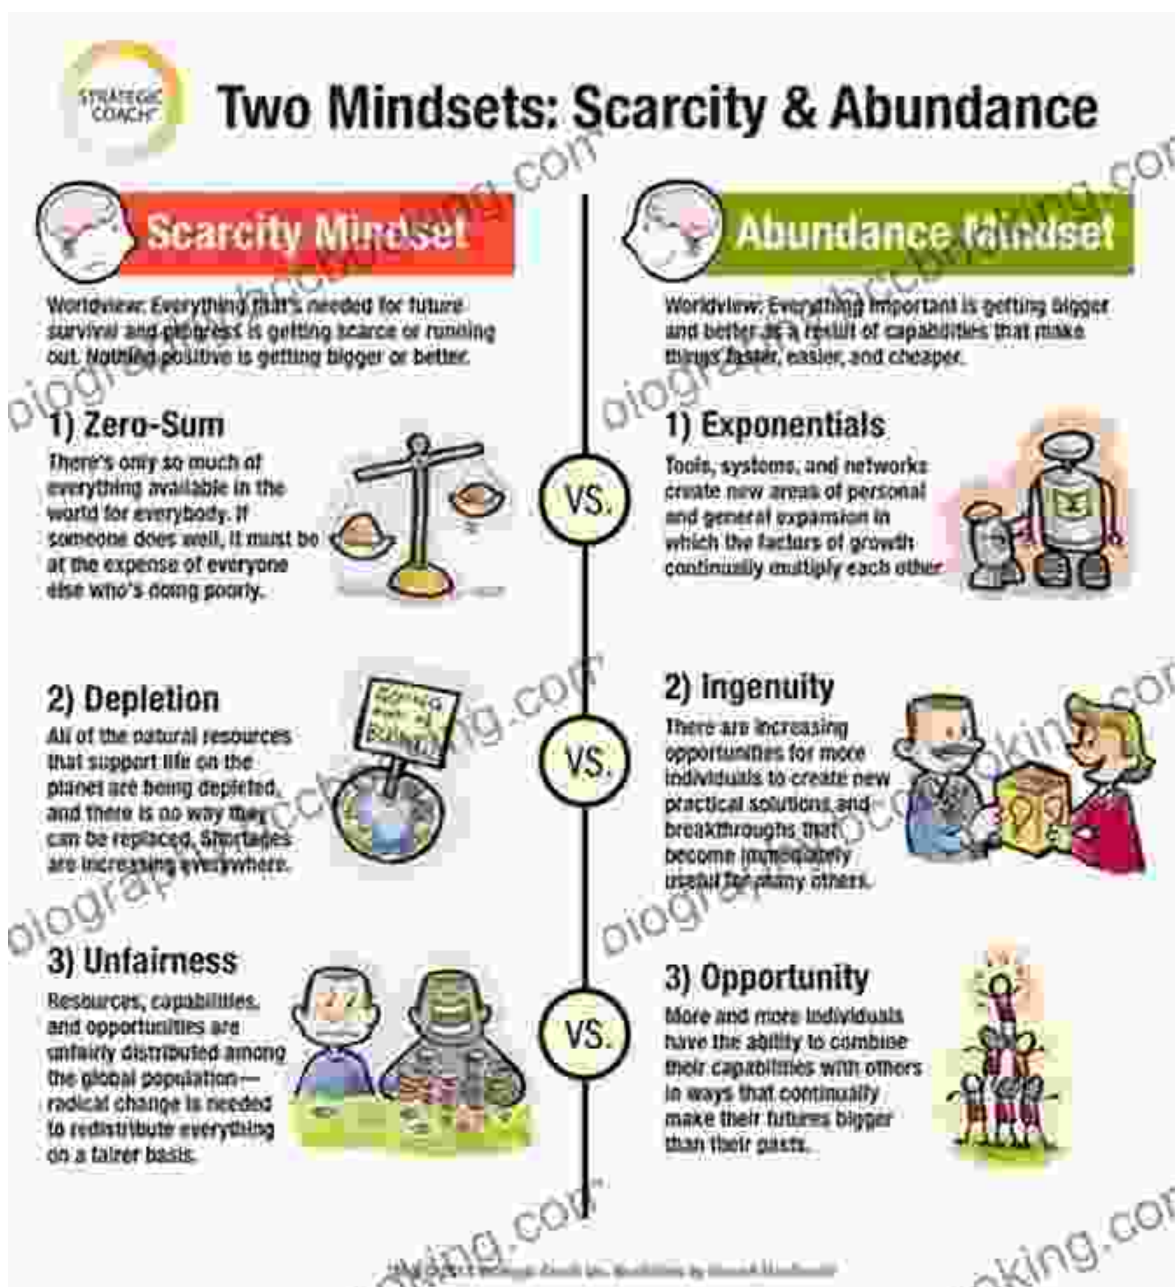 STRATEGIC
COACH
Two Mindsets: Scarcity & Abundance
Scarcity Mindset
Worldview: Everything that's needed for future
survival and progress is getting scarce or running
out. Nothing positive is getting bigger or better.
1) Zero-Sum
There's only so much of
everything available in the
world for everybody. If
someone does well, it must be
at the expense of everyone
else who's doing poorly.
2) Depletion
All of the natural resources
that support life on the
planet are being depleted,
and there is no way they
can be replaced. Shortages
are increasing everywhere.
3) Unfairness
Resources, capabilities,
and opportunities are
unfairly distributed among
the global population—
radical change is needed
to redistribute everything
on a fairer basis.
VS.
VS.
VS.
Abundance Mindset
Worldview: Everything important is getting bigger
and better as a result of capabilities that make
things faster, easier, and cheaper.
1) Exponentials
Tools, systems, and networks
create new areas of personal
and general expansion in
which the factors of growth
continually multiply each other
2) Ingenuity
There are increasing
opportunities for more
individuals to create new
practical solutions and
breakthroughs that
become immediately
useful for many others.
3) Opportunity
More and more individuals
have the ability to combine
their capabilities with others
in ways that continually
make their futures bigger
than their pasts.